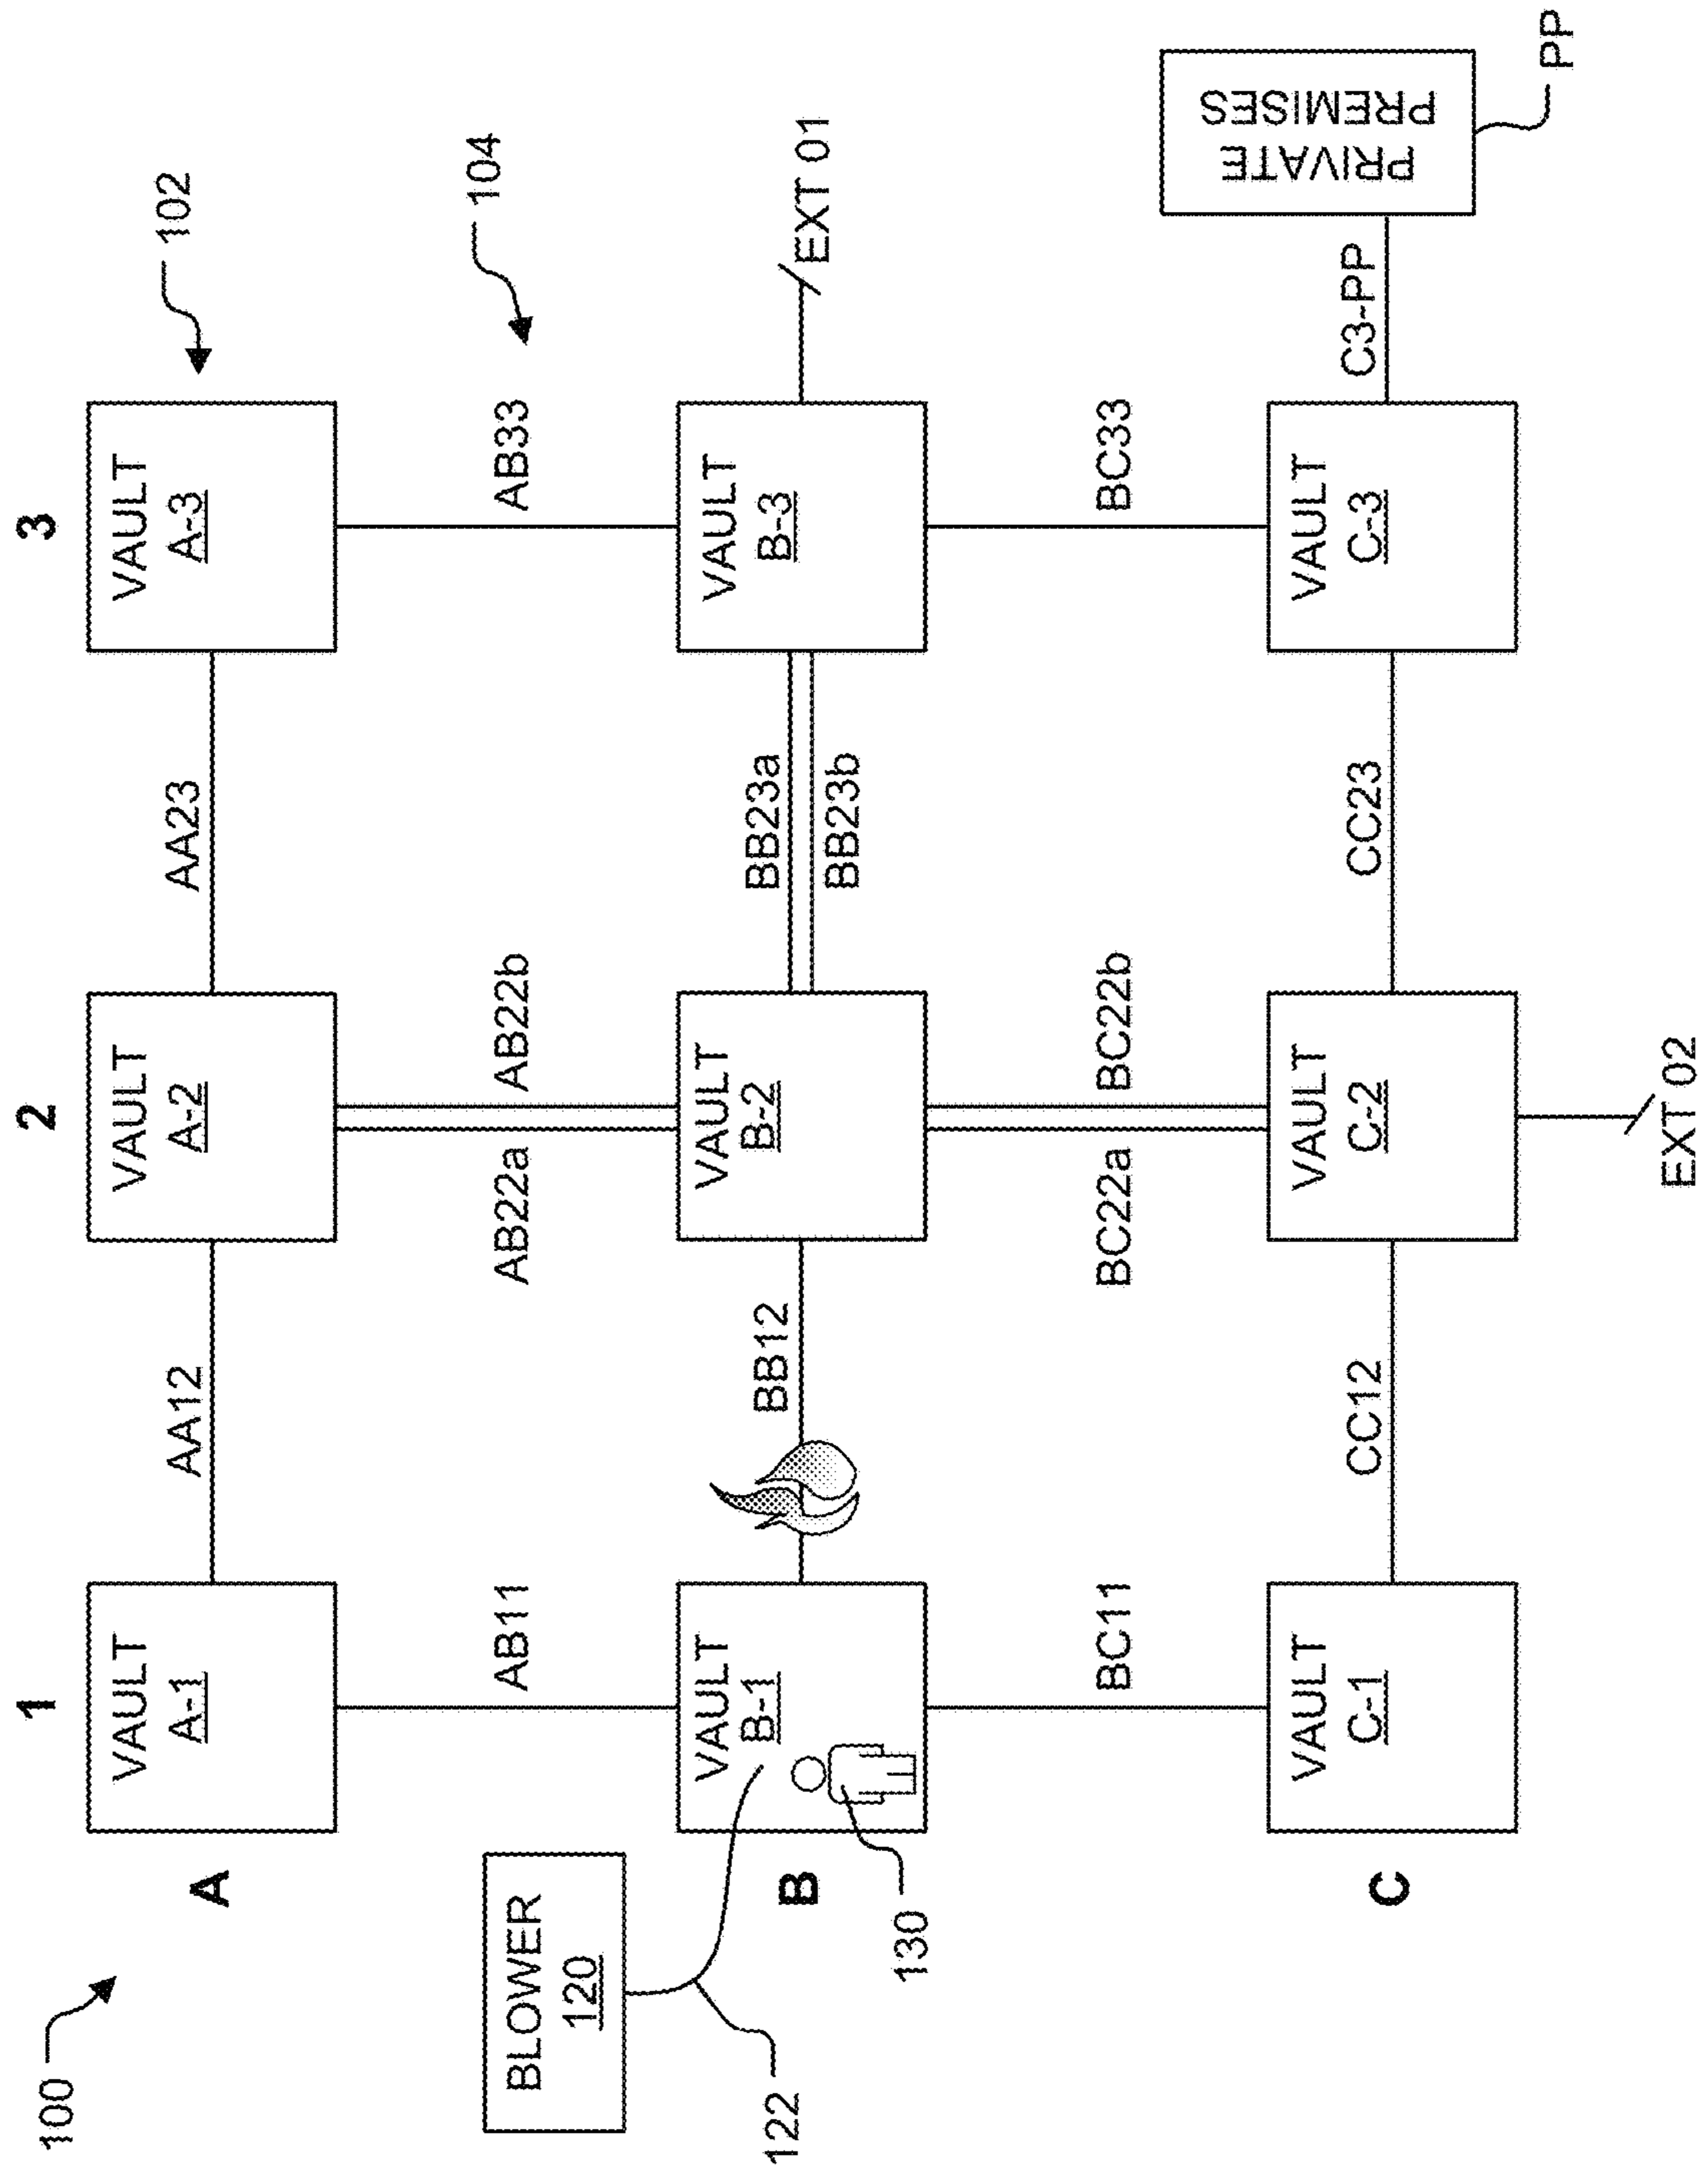 100
1
2
3
102
A
VAULT
A-1
AA12
VAULT
A-2
AA23
VAULT
A-3
104
BLOWER
120
122
AB11
AB22a
AB22b
AB33
B
VAULT
B-1
130
BB12
VAULT
B-2
BB23a
BB23b
VAULT
B-3
EXT 01
BC11
BC22a
BC22b
BC33
C
VAULT
C-1
CC12
VAULT
C-2
CC23
VAULT
C-3
C3-PP
PRIVATE
PREMISES
PP
EXT 02